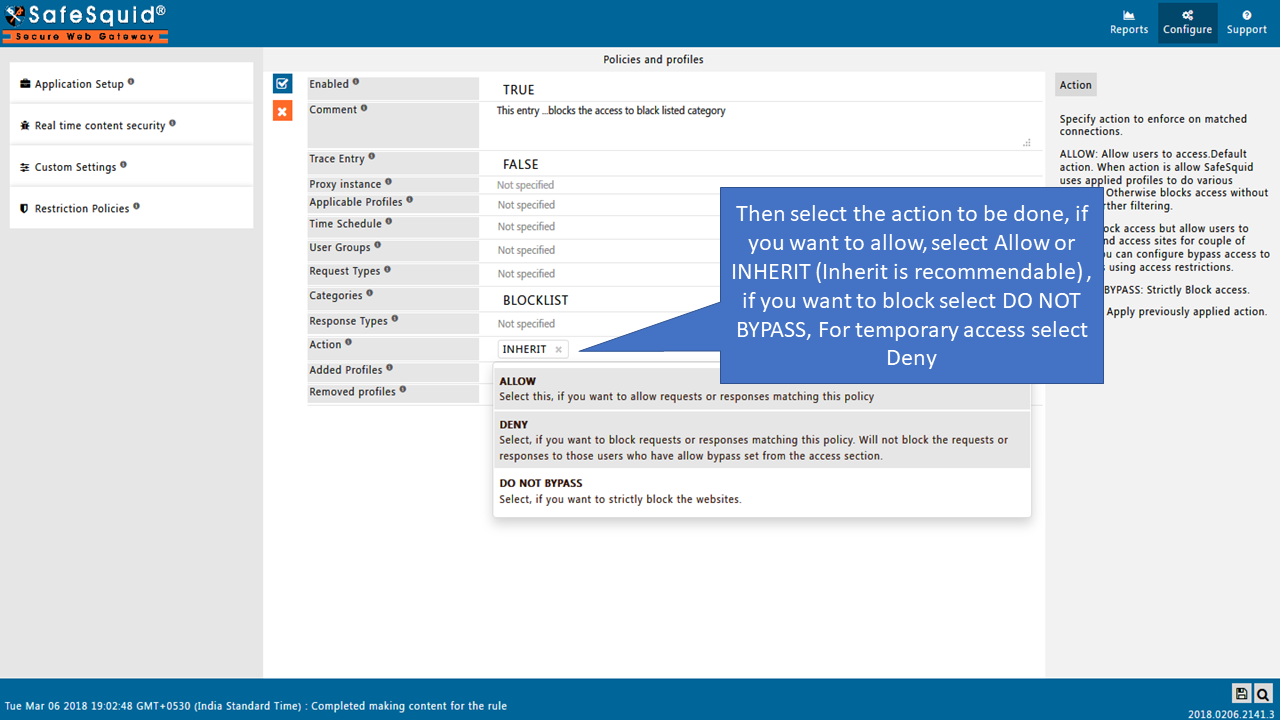 SafeSquid®
Secure Web Gateway
Reports
Configure
Support
Application Setup
Real time content security
Custom Settings
Restriction Policies
Policies and profiles
Enabled
TRUE
Comment
This entry ...blocks the access to black listed category
Trace Entry
FALSE
Proxy instance
Not specified
Applicable Profiles
Not specified
Time Schedule
Not specified
User Groups
Not specified
Request Types
Not specified
Categories
BLOCKLIST
Response Types
Not specified
Action
INHERIT ×
Added Profiles
Removed profiles
ALLOW
Select this, if you want to allow requests or responses matching this policy
DENY
Select, if you want to block requests or responses matching this policy. Will not block the requests or
responses to those users who have allow bypass set from the access section.
DO NOT BYPASS
Select, if you want to strictly block the websites.
Then select the action to be done, if
you want to allow, select Allow or
INHERIT (Inherit is recommendable) ,
if you want to block select DO NOT
BYPASS, For temporary access select
Deny
Action
Specify action to enforce on matched
connections.
ALLOW: Allow users to access.Default
action. When action is allow SafeSquid
uses applied profiles to do various
Otherwise blocks access without
rther filtering.
ock access but allow users to
nd access sites for couple of
ou can configure bypass access to
using access restrictions.
BYPASS: Strictly Block access.
Apply previously applied action.
Tue Mar 06 2018 19:02:48 GMT+0530 (India Standard Time) : Completed making content for the rule
2018.0206.2141.3